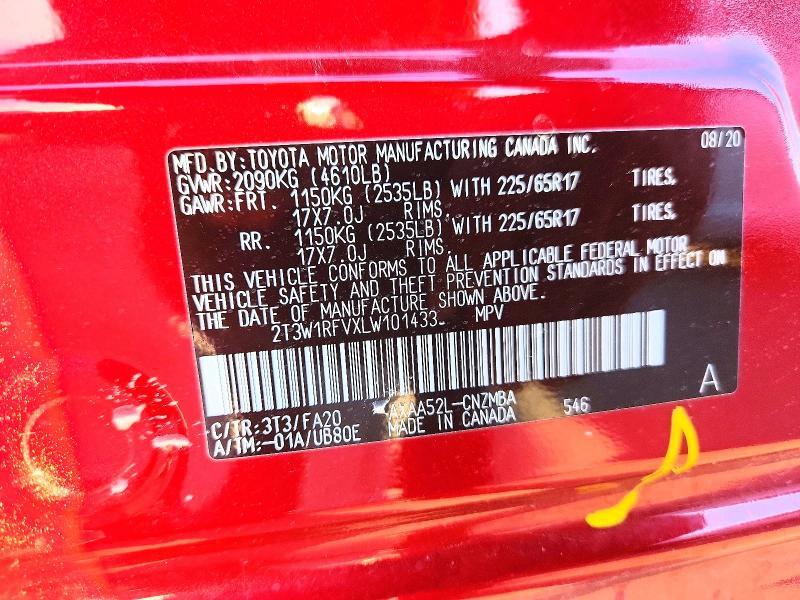 MFD. BY: TOYOTA MOTOR MANUFACTURING CANADA INC. 08/20
GVWR: 2090KG (4610LB)
GAWR: FRT. 1150KG (2535LB) WITH 225/65R17 TIRES.
17X7.0J RIMS.
RR. 1150KG (2535LB) WITH 225/65R17 TIRES.
17X7.0J RIMS.
THIS VEHICLE CONFORMS TO ALL APPLICABLE FEDERAL MOTOR
VEHICLE SAFETY AND THEFT PREVENTION STANDARDS IN EFFECT ON
THE DATE OF MANUFACTURE SHOWN ABOVE.
2T3W1RFVXLW101433 MPV
A
C/TR: 3T3/FA20 AXAA52L-CNZMBA 546
A/TM: -01A/UB80E MADE IN CANADA